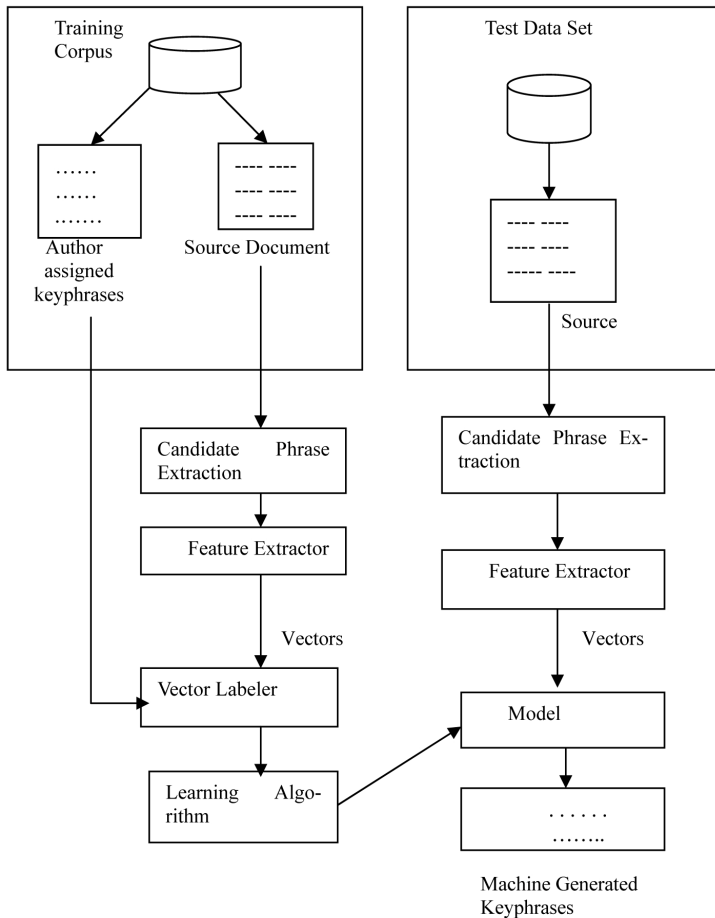 Training
Corpus
……
……
…….
---- ----
---- ----
---- ----
Author
assigned
keyphrases
Source Document
Candidate Phrase
Extraction
Feature Extractor
Vectors
Vector Labeler
Learning Algo-
rithm
Test Data Set
---- ----
---- ----
----- ----
Source
Candidate Phrase Ex-
traction
Feature Extractor
Vectors
Model
. . . . . .
……..
Machine Generated
Keyphrases